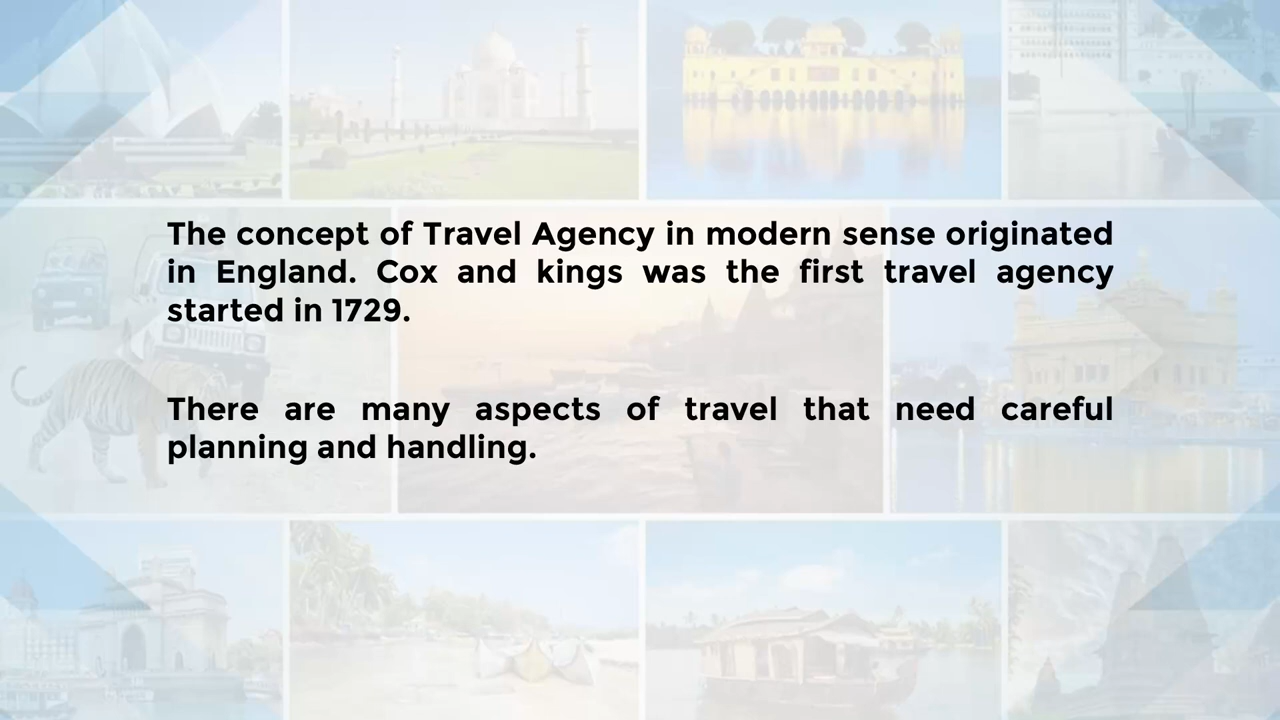 The concept of Travel Agency in modern sense originated
in England. Cox and kings was the first travel agency
started in 1729.
There are many aspects of travel that need careful
planning and handling.